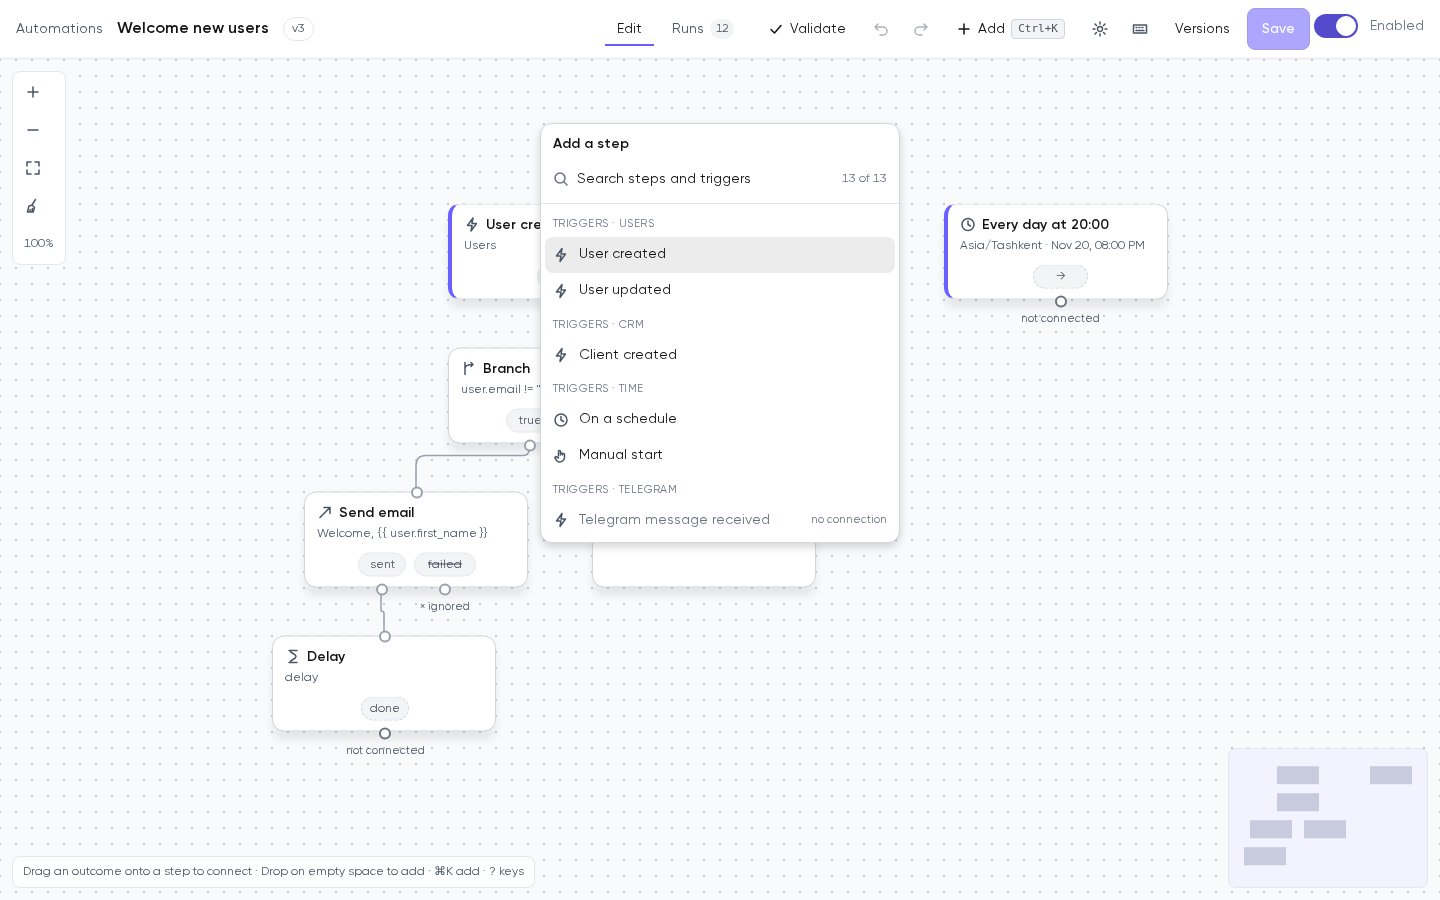 Automations Welcome new users v3 Edit Runs 12 Validate Add Ctrl+K Versions Save Enabled
100%
Add a step
Search steps and triggers 13 of 13
TRIGGERS · USERS
User created
User updated
TRIGGERS · CRM
Client created
TRIGGERS · TIME
On a schedule
Manual start
TRIGGERS · TELEGRAM
Telegram message received no connection
User cre
Users
Every day at 20:00
Asia/Tashkent · Nov 20, 08:00 PM
→
not connected
Branch
user.email != "
true
Send email
Welcome, {{ user.first_name }}
sent failed
× ignored
Delay
delay
done
not connected
Drag an outcome onto a step to connect · Drop on empty space to add · ⌘K add · ? keys